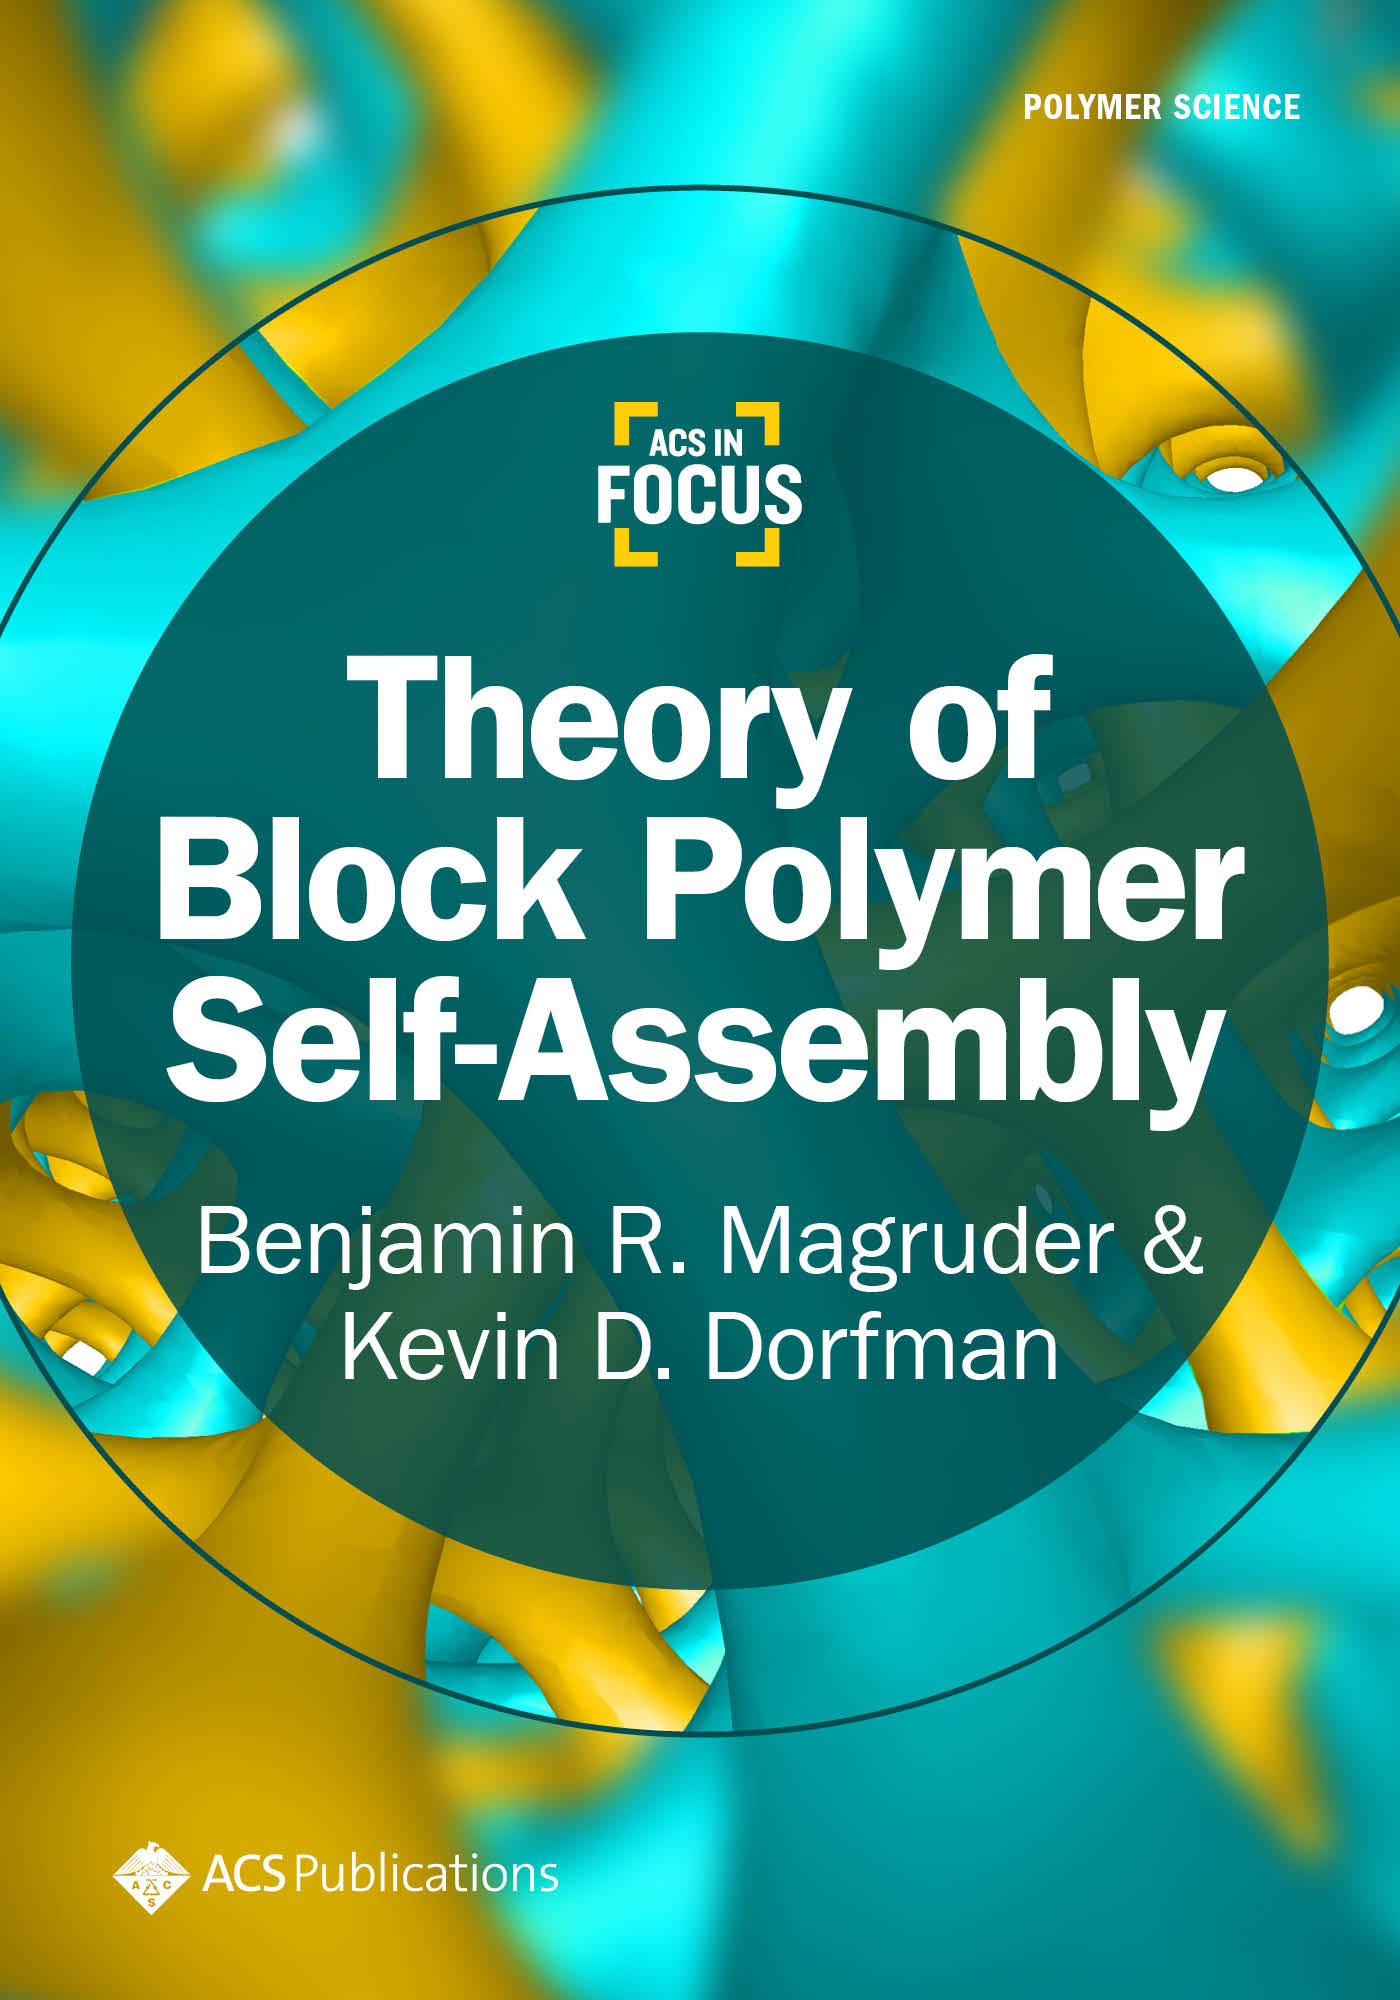 POLYMER SCIENCE
ACS IN
FOCUS
Theory of
Block Polymer
Self-Assembly
Benjamin R. Magruder &
Kevin D. Dorfman
A C
S
ACS Publications